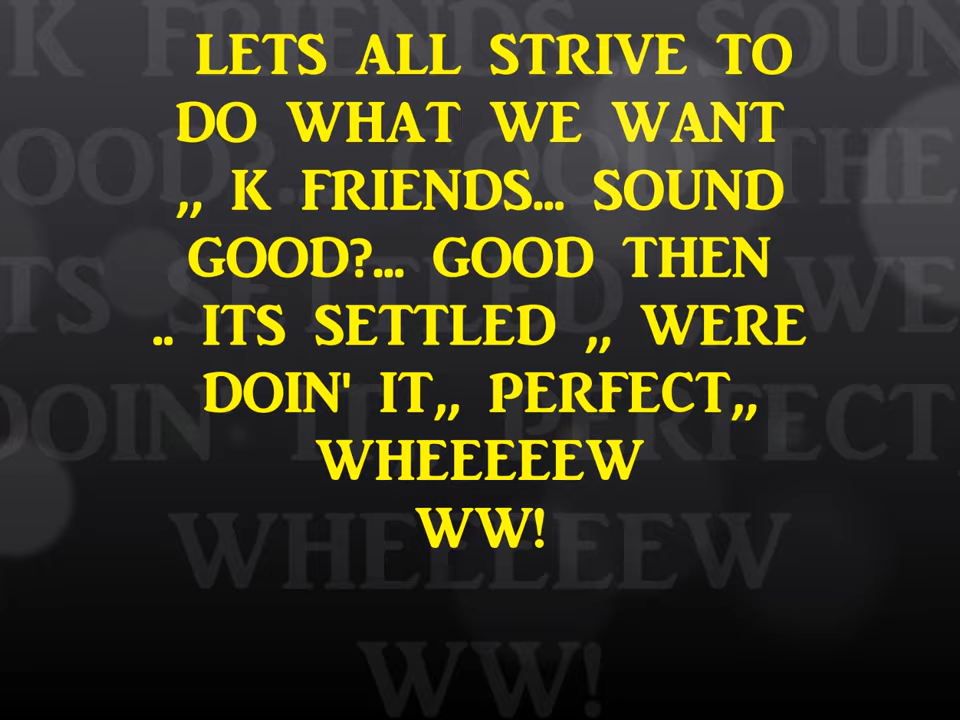 LETS ALL STRIVE TO
DO WHAT WE WANT
,, K FRIENDS... SOUND
GOOD?... GOOD THEN
.. ITS SETTLED ,, WERE
DOIN' IT,, PERFECT,,
WHEEEEEW
WW!